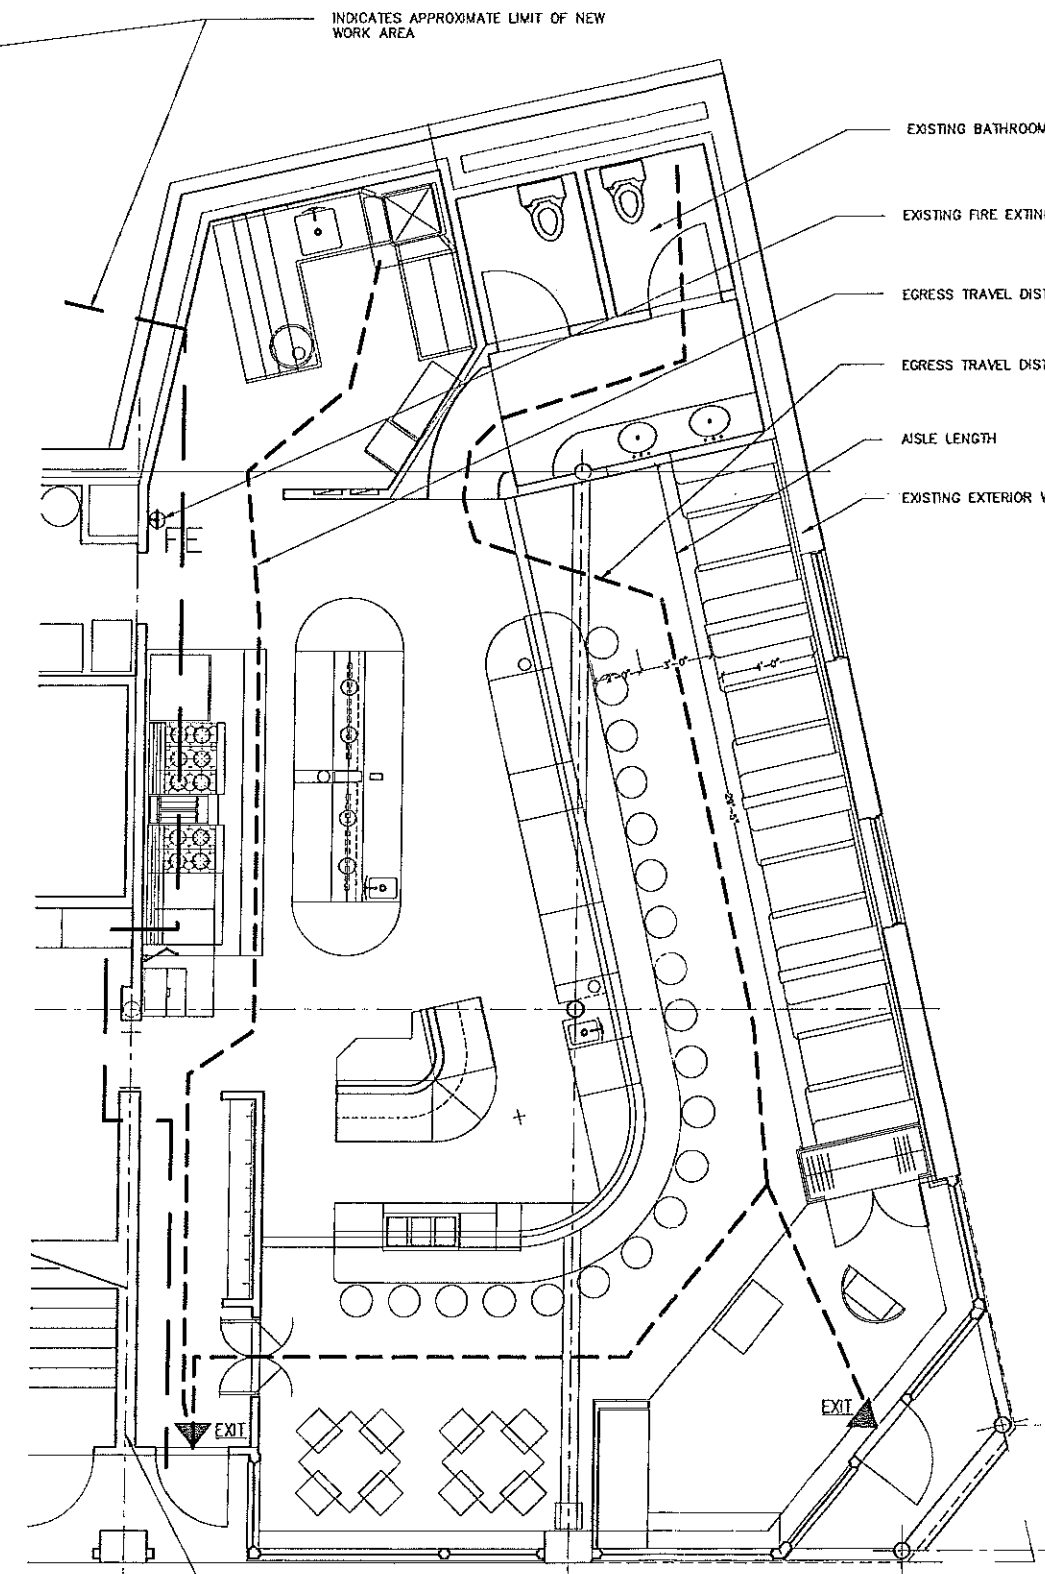 INDICATES APPROXIMATE LIMIT OF NEW
WORK AREA
EXISTING BATHROOM
EXISTING FIRE EXTIN
EGRESS TRAVEL DIST
EGRESS TRAVEL DIST
AISLE LENGTH
EXISTING EXTERIOR
FE
3'-0"
4'-0"
EXIT
EXIT